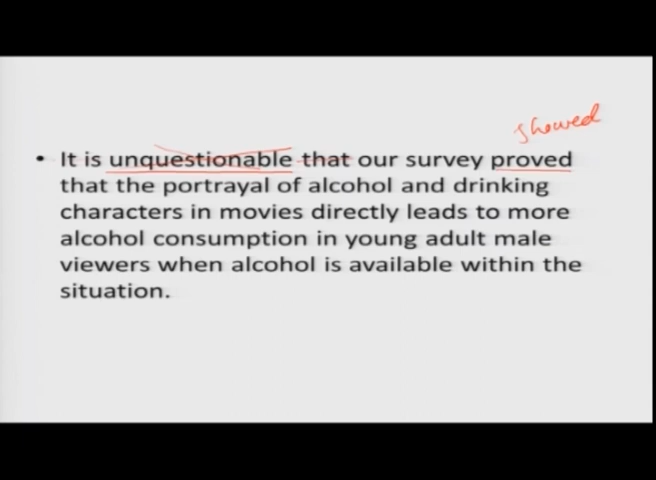 showed
• It is unquestionable that our survey proved
that the portrayal of alcohol and drinking
characters in movies directly leads to more
alcohol consumption in young adult male
viewers when alcohol is available within the
situation.